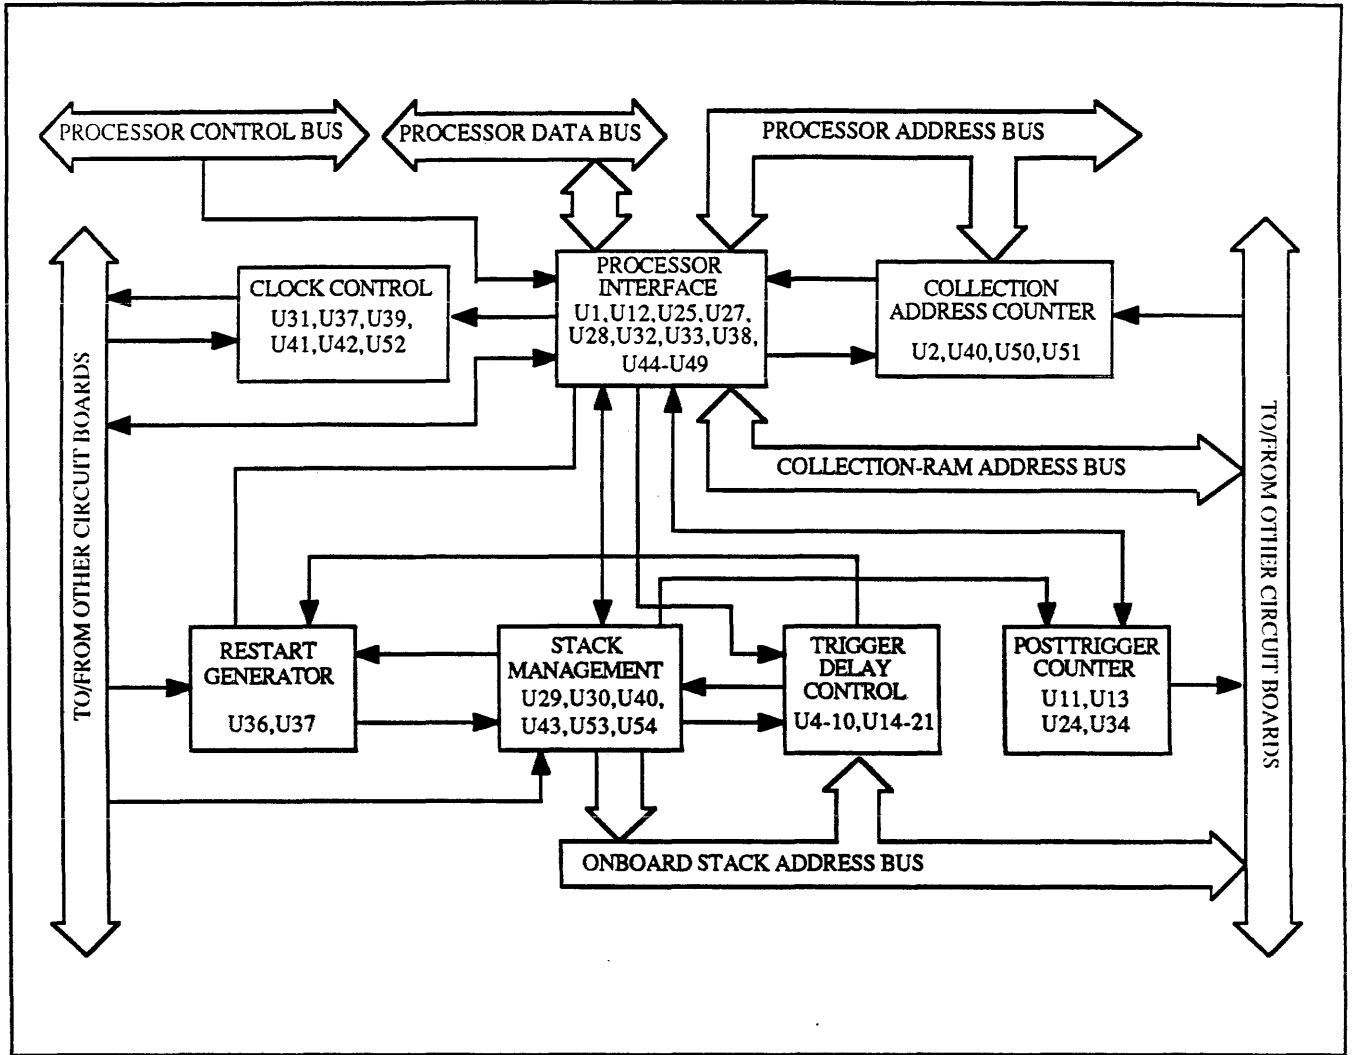 PROCESSOR CONTROL BUS
PROCESSOR DATA BUS
PROCESSOR ADDRESS BUS
CLOCK CONTROL
U31,U37,U39,
U41,U42,U52
PROCESSOR
INTERFACE
U1,U12,U25,U27,
U28,U32,U33,U38,
U44-U49
COLLECTION
ADDRESS COUNTER
U2,U40,U50,U51
TO/FROM OTHER CIRCUIT BOARDS
TO/FROM OTHER CIRCUIT BOARDS
COLLECTION-RAM ADDRESS BUS
RESTART
GENERATOR
U36,U37
STACK
MANAGEMENT
U29,U30,U40,
U43,U53,U54
TRIGGER
DELAY
CONTROL
U4-10,U14-21
POSTTRIGGER
COUNTER
U11,U13
U24,U34
ONBOARD STACK ADDRESS BUS